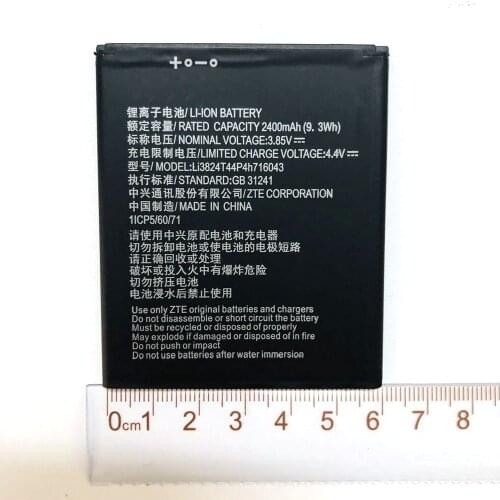 +o-o
锂离子电池/ LI-ION BATTERY
额定容量/ RATED CAPACITY 2400mAh (9. 3Wh)
标称电压/ NOMINAL VOLTAGE:3.85V
充电限制电压/LIMITED CHARGE VOLTAGE:4.4V
型号/ MODEL:Li3824T44P4h716043
执行标准/ STANDARD:GB 31241
中兴通讯股份有限公司/ZTE CORPORATION
中国制造/ MADE IN CHINA
1ICP5/60/71
请使用中兴原配电池和充电器
切勿拆卸电池或使电池的电极短路
请正确回收或处理
破坏或投入火中有爆炸危险
切勿挤压电池
电池浸水后禁止使用
Use only ZTE original batteries and chargers
Do not disassemble or short circuit the battery
Must be recycled or disposed of properly
May explode if damaged or disposed of in fire
Do not push or impact
Do not use batteries after water immersion
0cm1 2 3 4 5 6 7 8